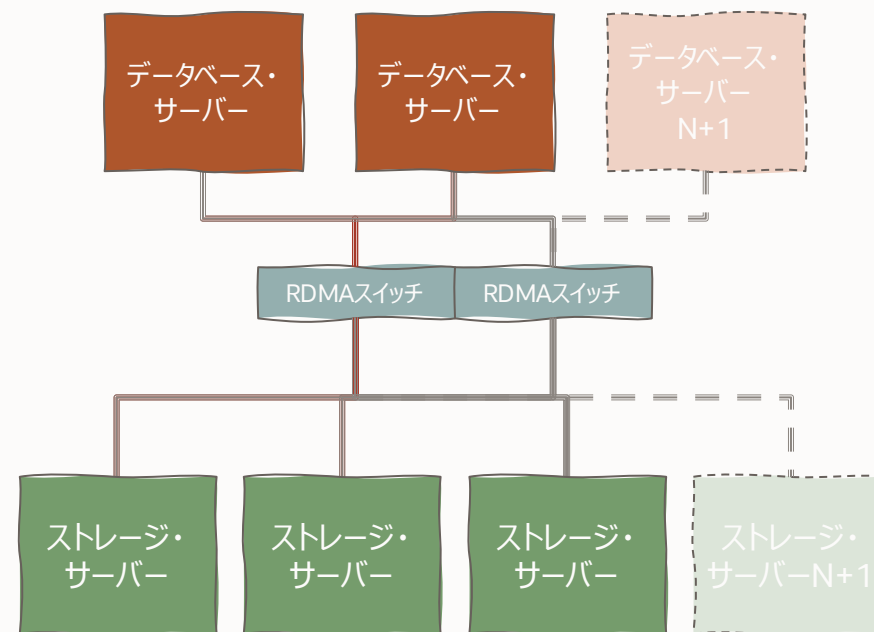 データベース・
サーバー
データベース・
サーバー
データベース・
サーバー
N+1
RDMAスイッチ
RDMAスイッチ
ストレージ・
サーバー
ストレージ・
サーバー
ストレージ・
サーバー
ストレージ・
サーバーN+1